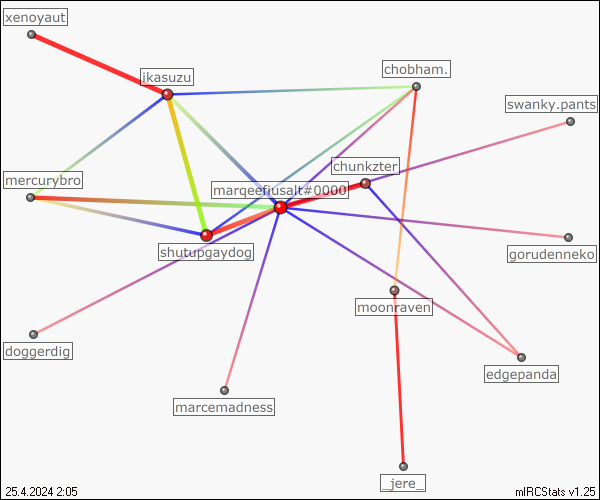 xenoyaut
ikasuzu
chobham.
swanky.pants
chunkzter
mercurybro
marqeefiusalt#0000
shutupgaydog
gorudenneko
moonraven
doggerdig
edgepanda
marcemadness
_jere_
25.4.2024 2:05
mIRCStats v1.25